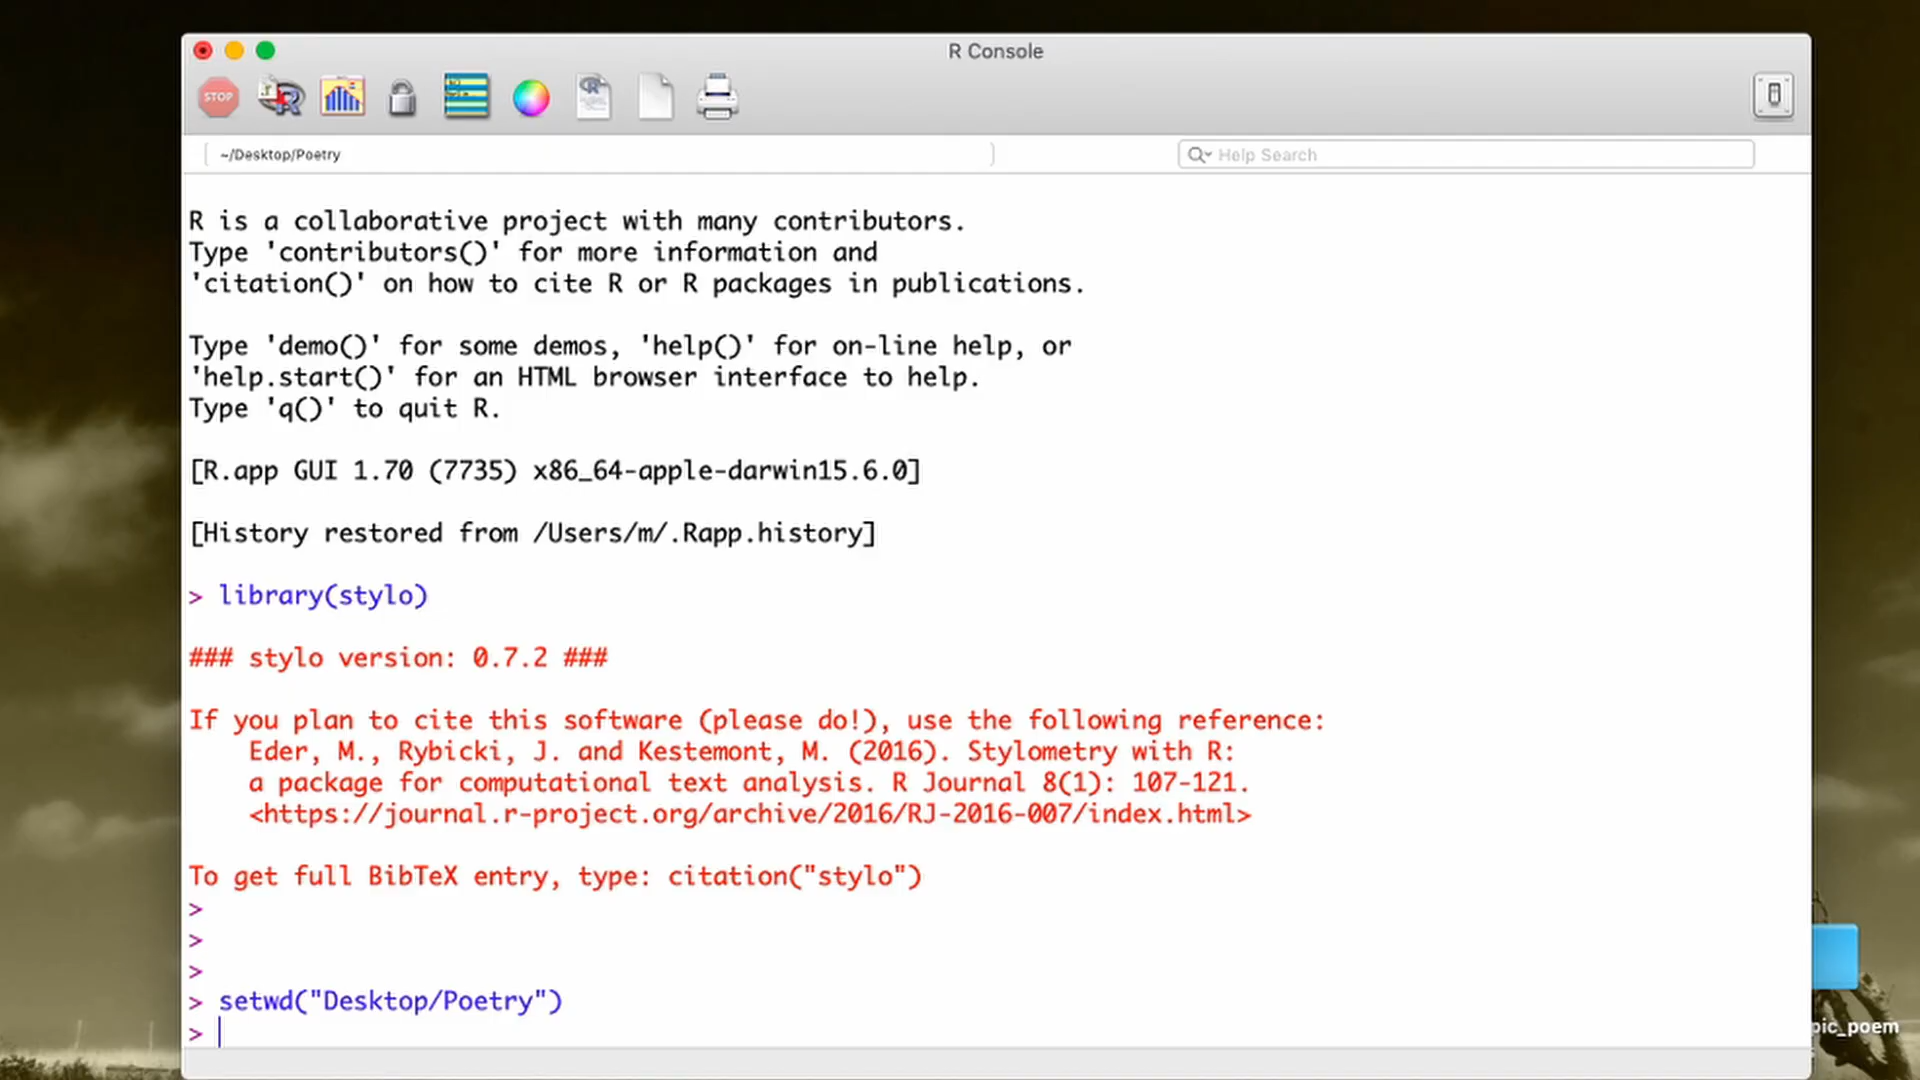 R Console
STOP
~/Desktop/Poetry
Help Search
R is a collaborative project with many contributors.
Type 'contributors()' for more information and
'citation()' on how to cite R or R packages in publications.
Type 'demo()' for some demos, 'help()' for on-line help, or
'help.start()' for an HTML browser interface to help.
Type 'q()' to quit R.
[R.app GUI 1.70 (7735) x86_64-apple-darwin15.6.0]
[History restored from /Users/m/.Rapp.history]
> library(stylo)
### stylo version: 0.7.2 ###
If you plan to cite this software (please do!), use the following reference:
Eder, M., Rybicki, J. and Kestemont, M. (2016). Stylometry with R:
a package for computational text analysis. R Journal 8(1): 107-121.
<https://journal.r-project.org/archive/2016/RJ-2016-007/index.html>
To get full BibTeX entry, type: citation("stylo")
>
>
>
> setwd("Desktop/Poetry")
>
pic_poem